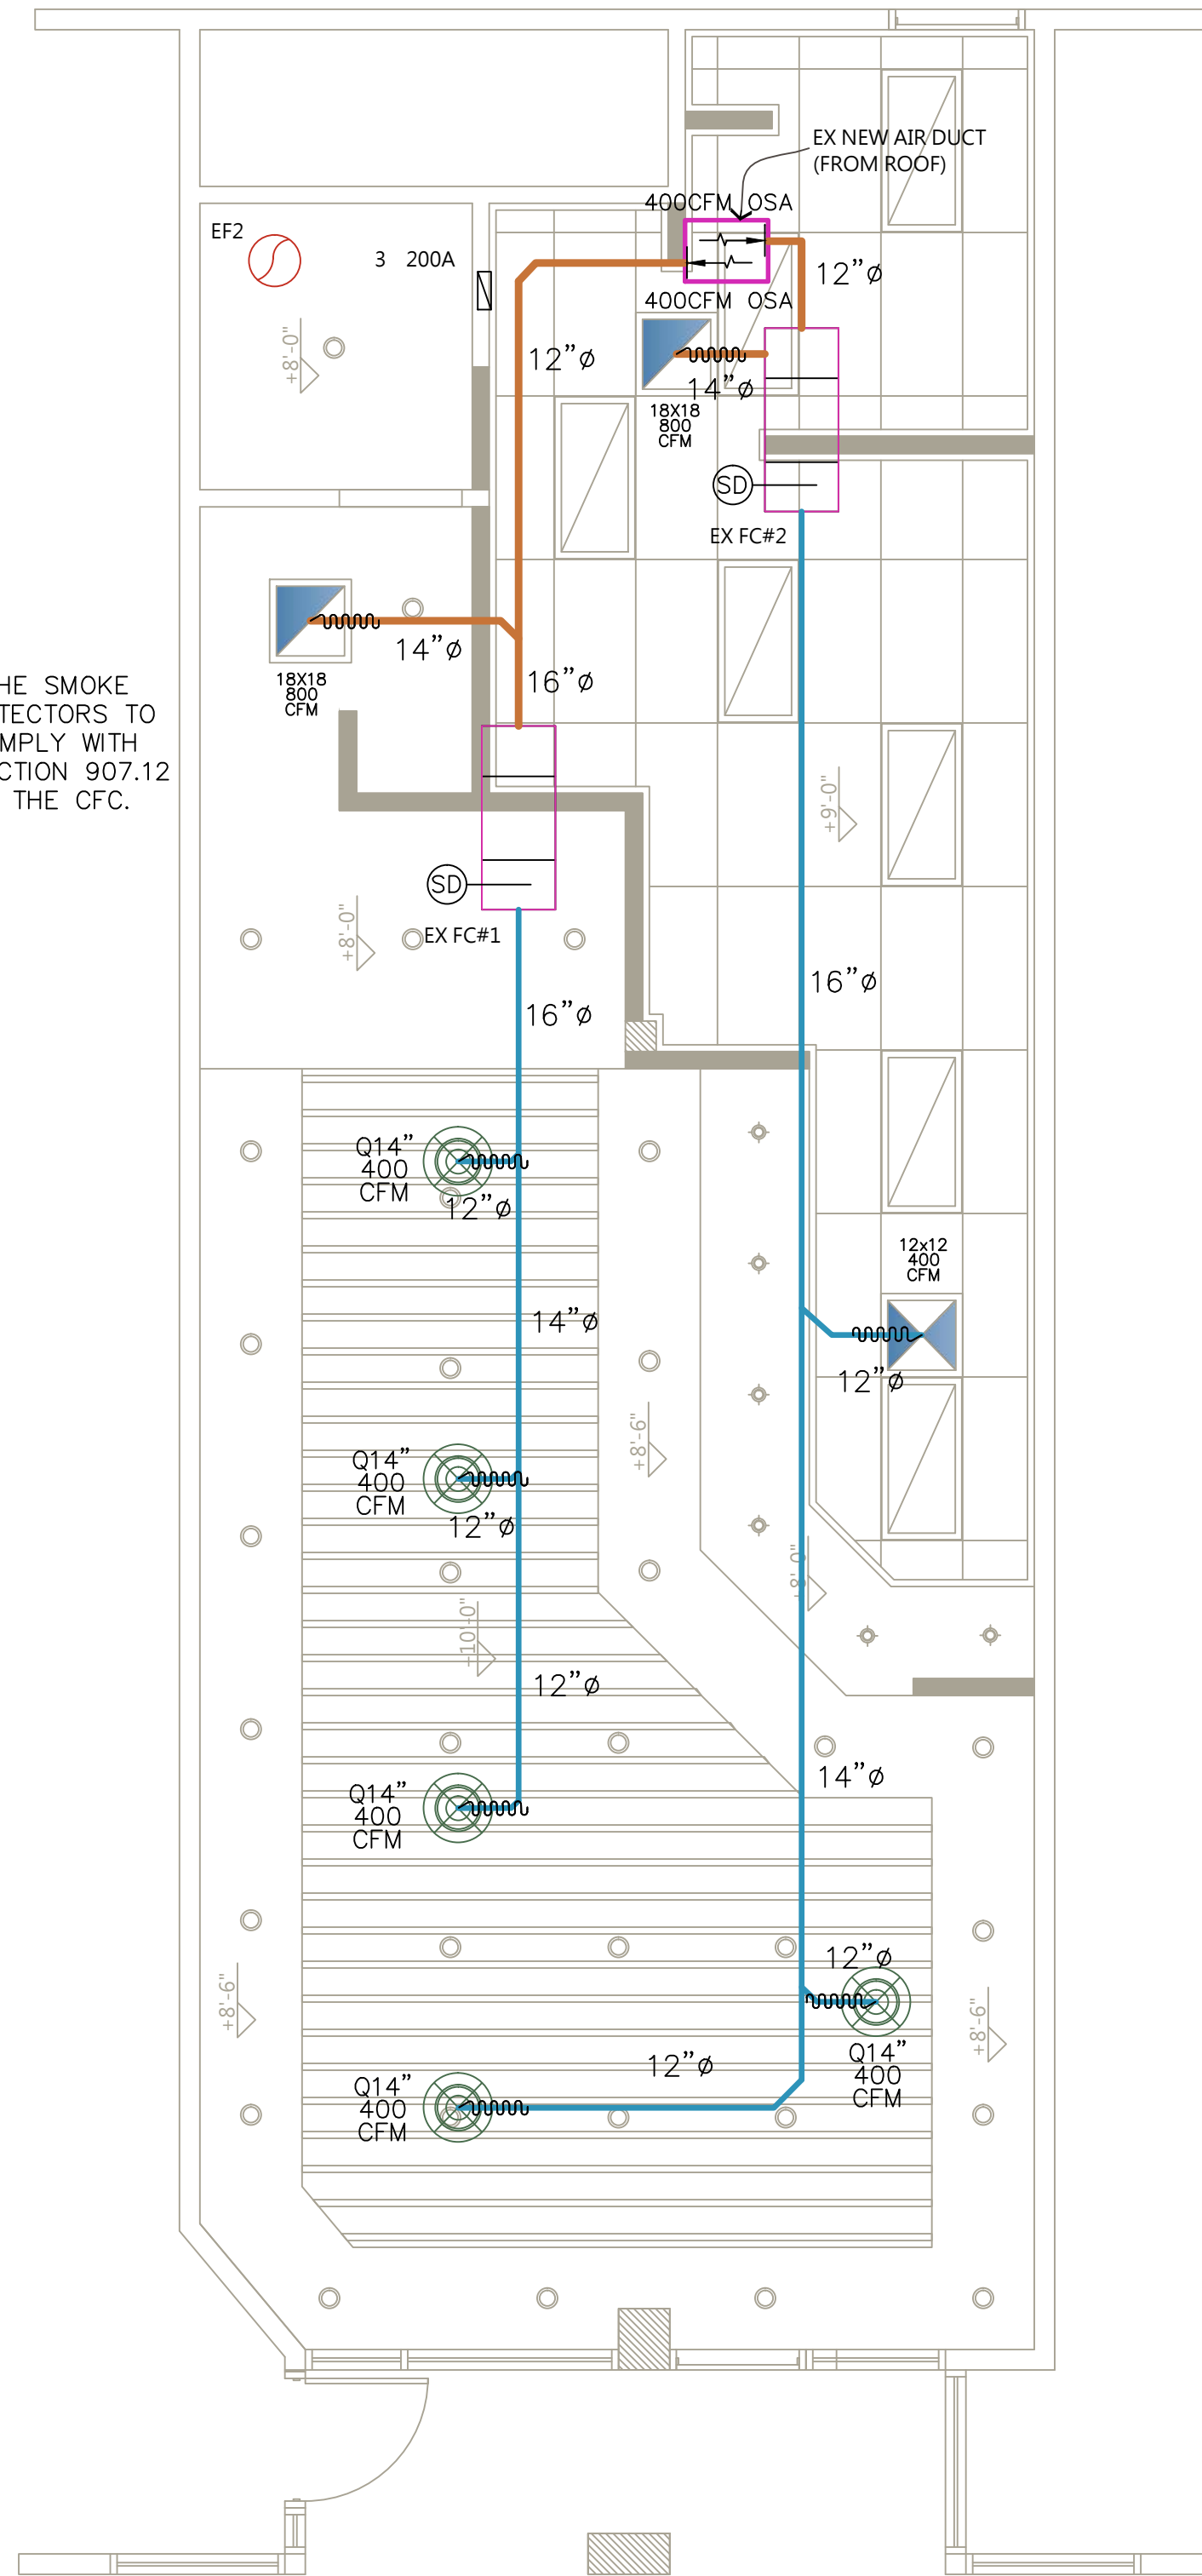 EX NEW AIR DUCT
(FROM ROOF)
400CFM OSA
EF2
3 200A
12”ø
400CFM OSA
+8'-0"
12”ø
14”ø
18X18
800
CFM
SD
EX FC#2
14”ø
16”ø
18X18
800
CFM
HE SMOKE
TECTORS TO
MPLY WITH
CTION 907.12
THE CFC.
+9'-0"
SD
+8'-0"
EX FC#1
16”ø
16”ø
Q14”
400
CFM
12”ø
12x12
400
CFM
14”ø
12”ø
+8'-6"
Q14”
400
CFM
12”ø
+8'-0"
+10'-0"
12”ø
14”ø
Q14”
400
CFM
12”ø
+8'-6"
+8'-6"
12”ø
Q14”
400
CFM
Q14”
400
CFM